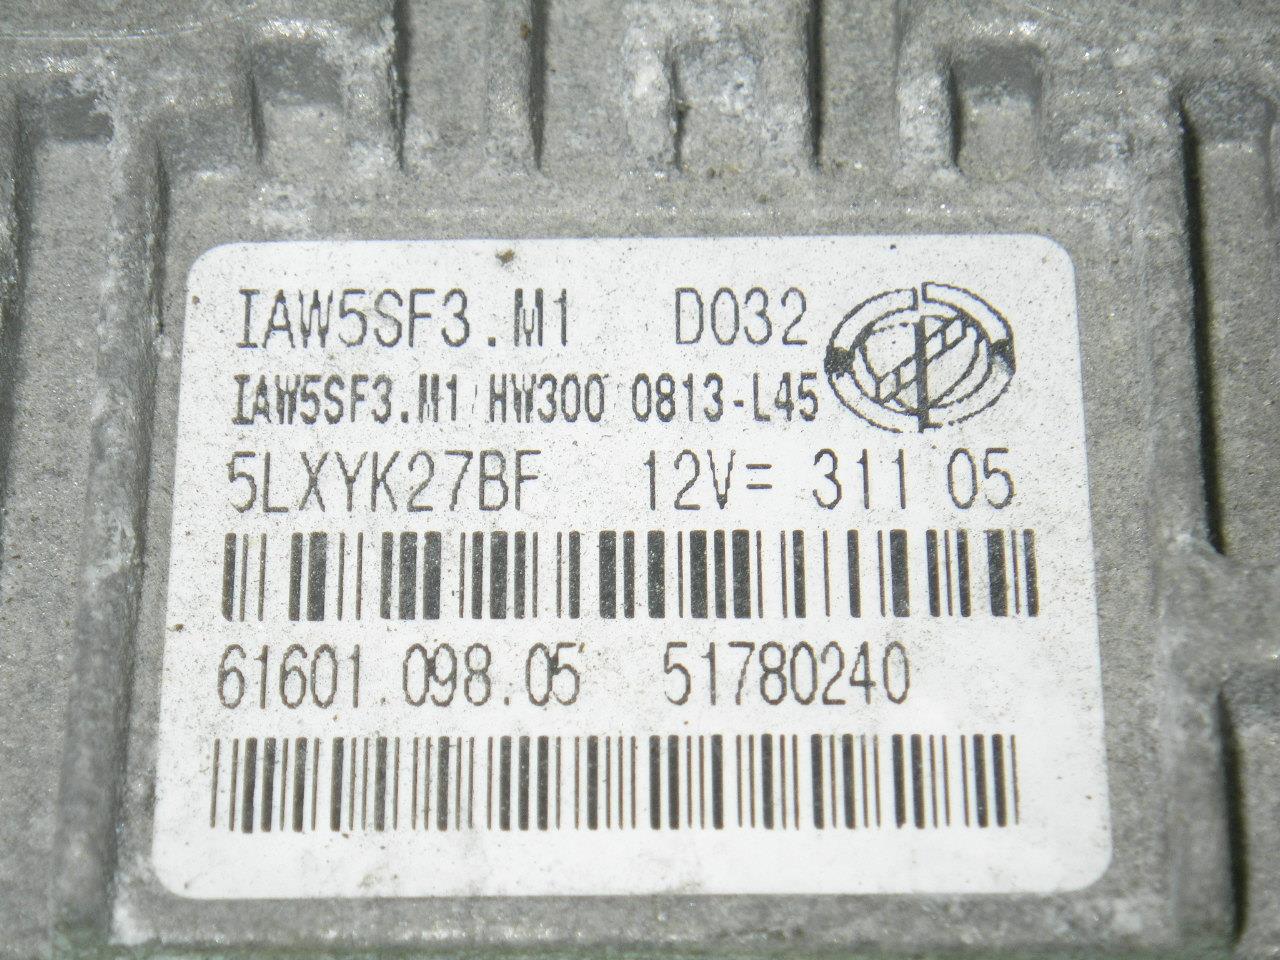 IAW5SF3.M1 D032
IAW5SF3.M1 HW300 0813-L45
5LXYK27BF 12V= 311 05
61601.098.05 51780240